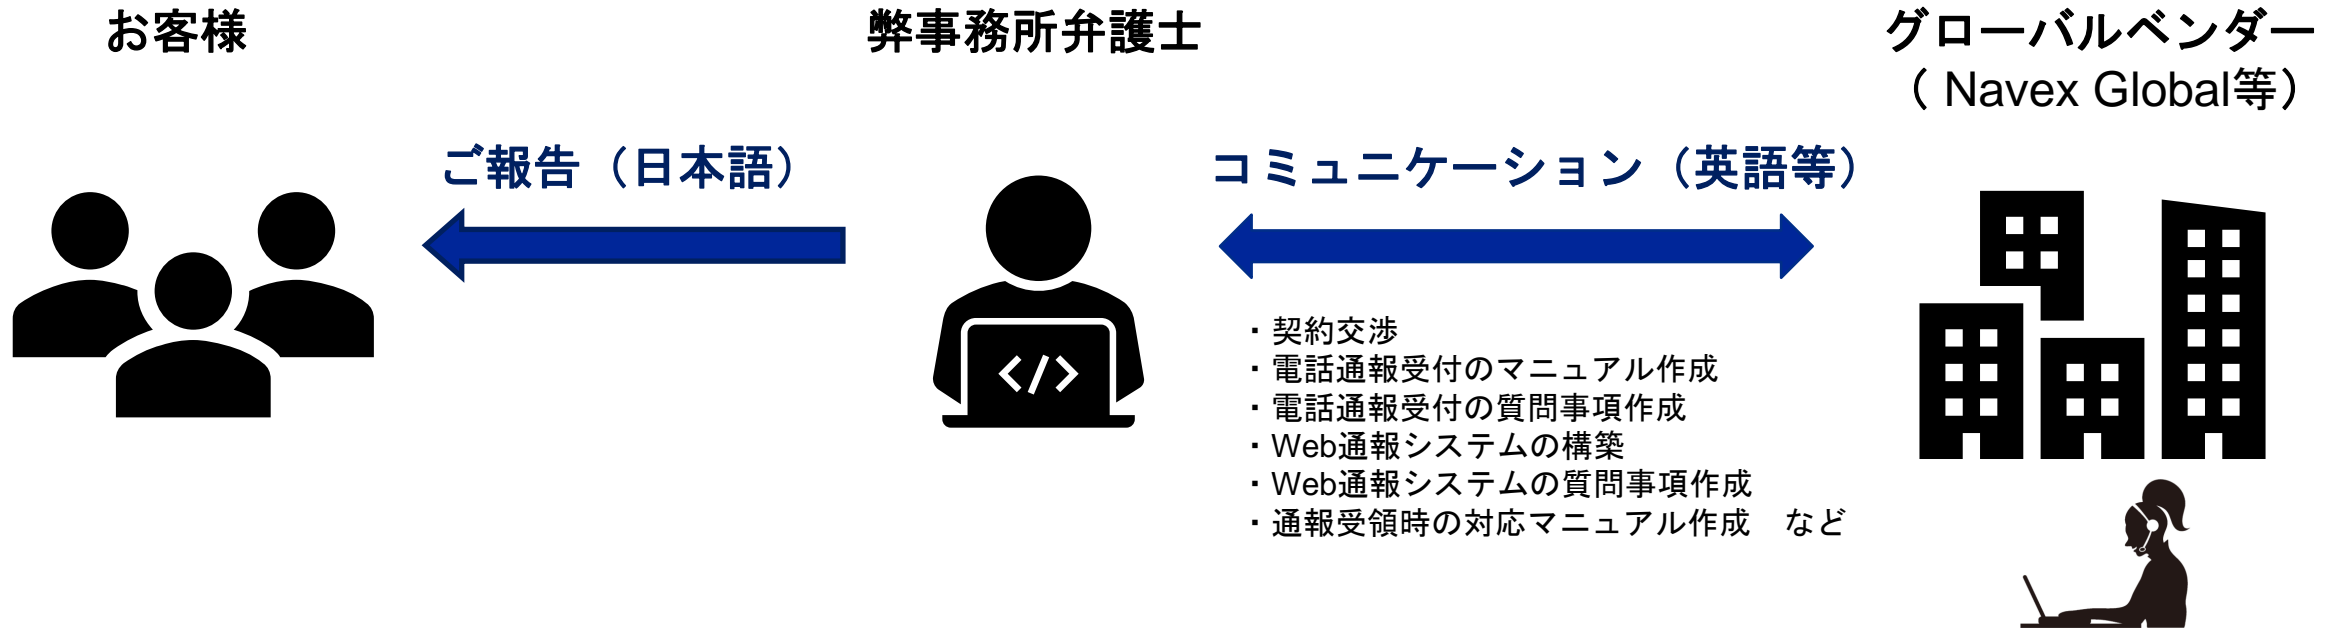 お客様
弊事務所弁護士
グローバルベンダー
（ Navex Global等）
ご報告（日本語）
コミュニケーション（英語等）
・契約交渉
・電話通報受付のマニュアル作成
・電話通報受付の質問事項作成
・Web通報システムの構築
・Web通報システムの質問事項作成
・通報受領時の対応マニュアル作成　など
</>